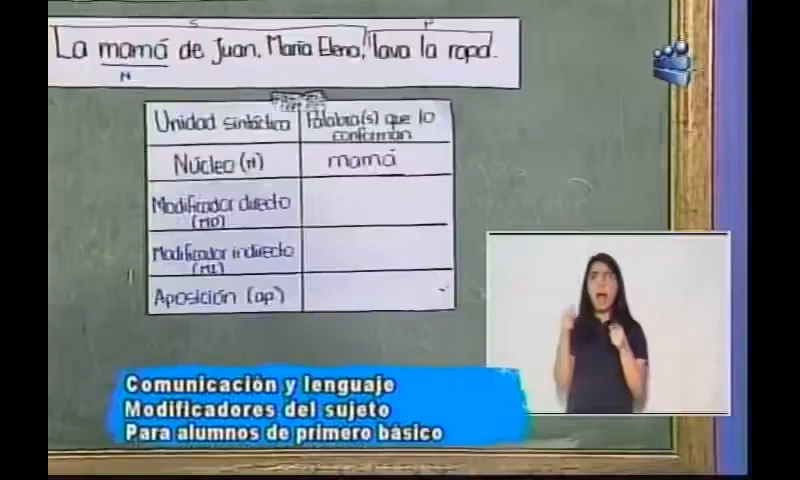 S P
La mamá de Juan, María Elena, lava la ropa.
N
Unidad sintáctica Palabra(s) que lo conforman
Núcleo (N) mamá
Modificador directo (MD)
Modificador indirecto (MI)
Aposición (ap.)
Comunicación y lenguaje
Modificadores del sujeto
Para alumnos de primero básico